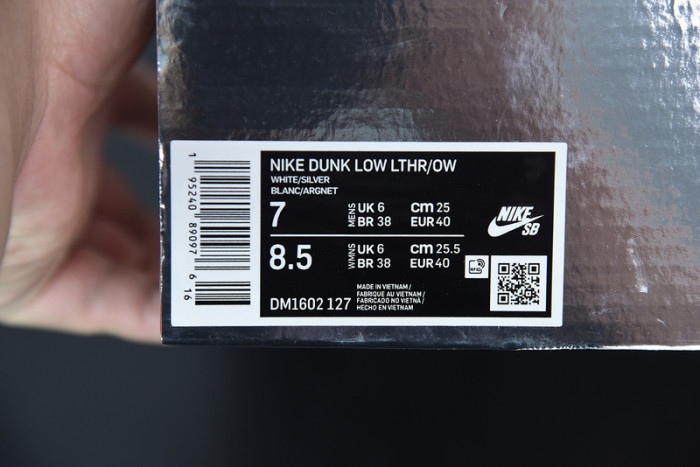 NIKE DUNK LOW LTHR/OW
WHITE/SILVER
BLANC/ARGNET
7 MENS UK 6 cm 25
BR 38 EUR 40
8.5 WMNS UK 6 cm 25.5
BR 38 EUR 40
NIKE
SB
RFID
DM1602 127
MADE IN VIETNAM /
FABRIQUE AU VIETNAM /
FABRICADO NO VIETNÃ /
HECHO EN VIETNAM
1 95240 89097 6 16